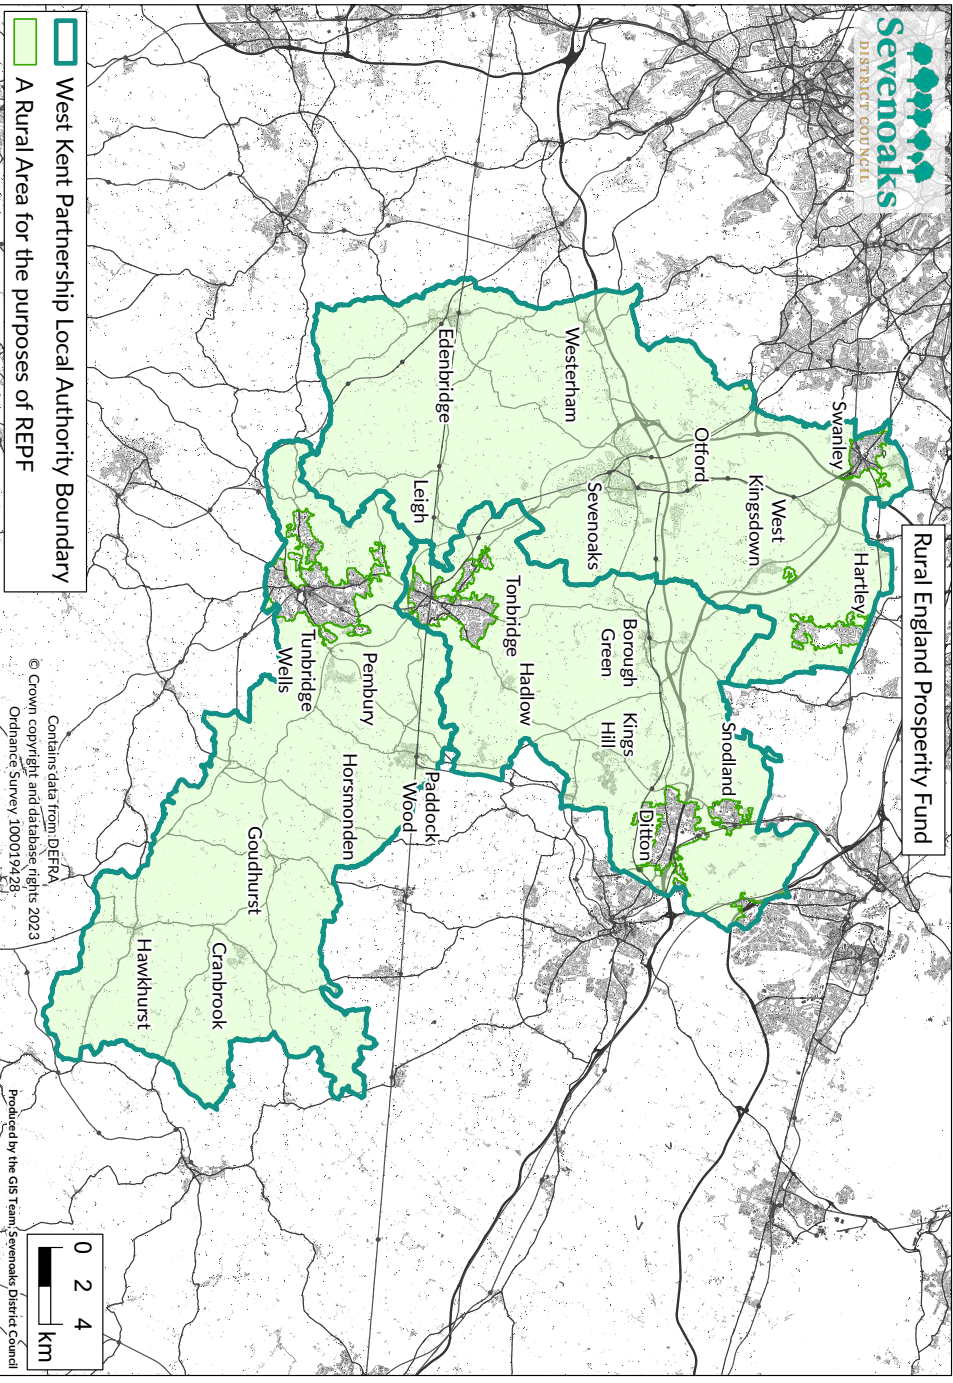 Sevenoaks
DISTRICT COUNCIL
Rural England Prosperity Fund
Swanley
Hartley
West
Kingsdown
Otford
Snodland
Westerham
Sevenoaks
Borough
Green
Kings
Hill
Ditton
Tonbridge
Hadlow
Edenbridge
Leigh
Paddock
Wood
Pembury
Horsmonden
Tunbridge
Wells
Goudhurst
Cranbrook
Hawkhurst
West Kent Partnership Local Authority Boundary
A Rural Area for the purposes of REPF
Contains data from: DEFRA
© Crown copyright and database rights 2023
Ordnance Survey 100019428.
0 2 4
km
Produced by the GIS Team, Sevenoaks District Council